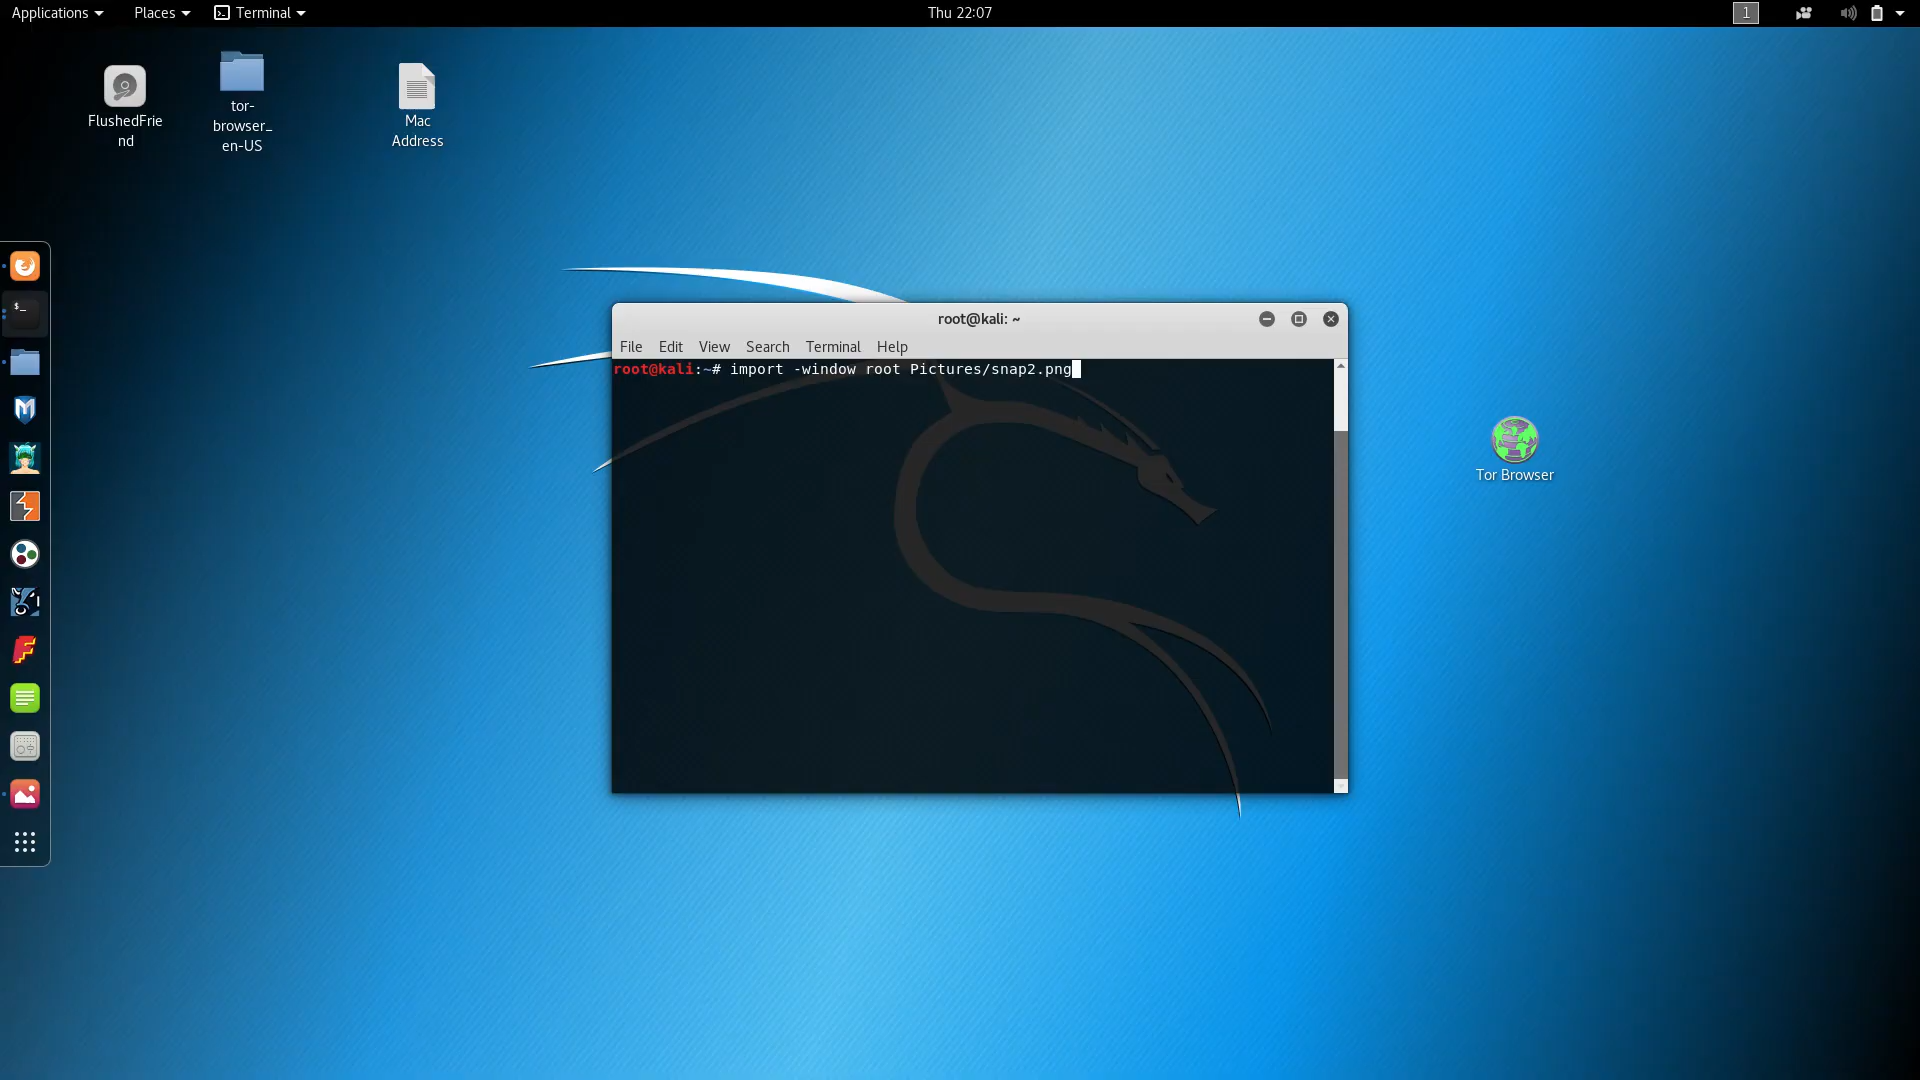 Applications Places Terminal Thu 22:07 1
FlushedFrie
nd
tor-
browser_
en-US
Mac
Address
$_
root@kali: ~
File Edit View Search Terminal Help
root@kali:~# import -window root Pictures/snap2.png
Tor Browser